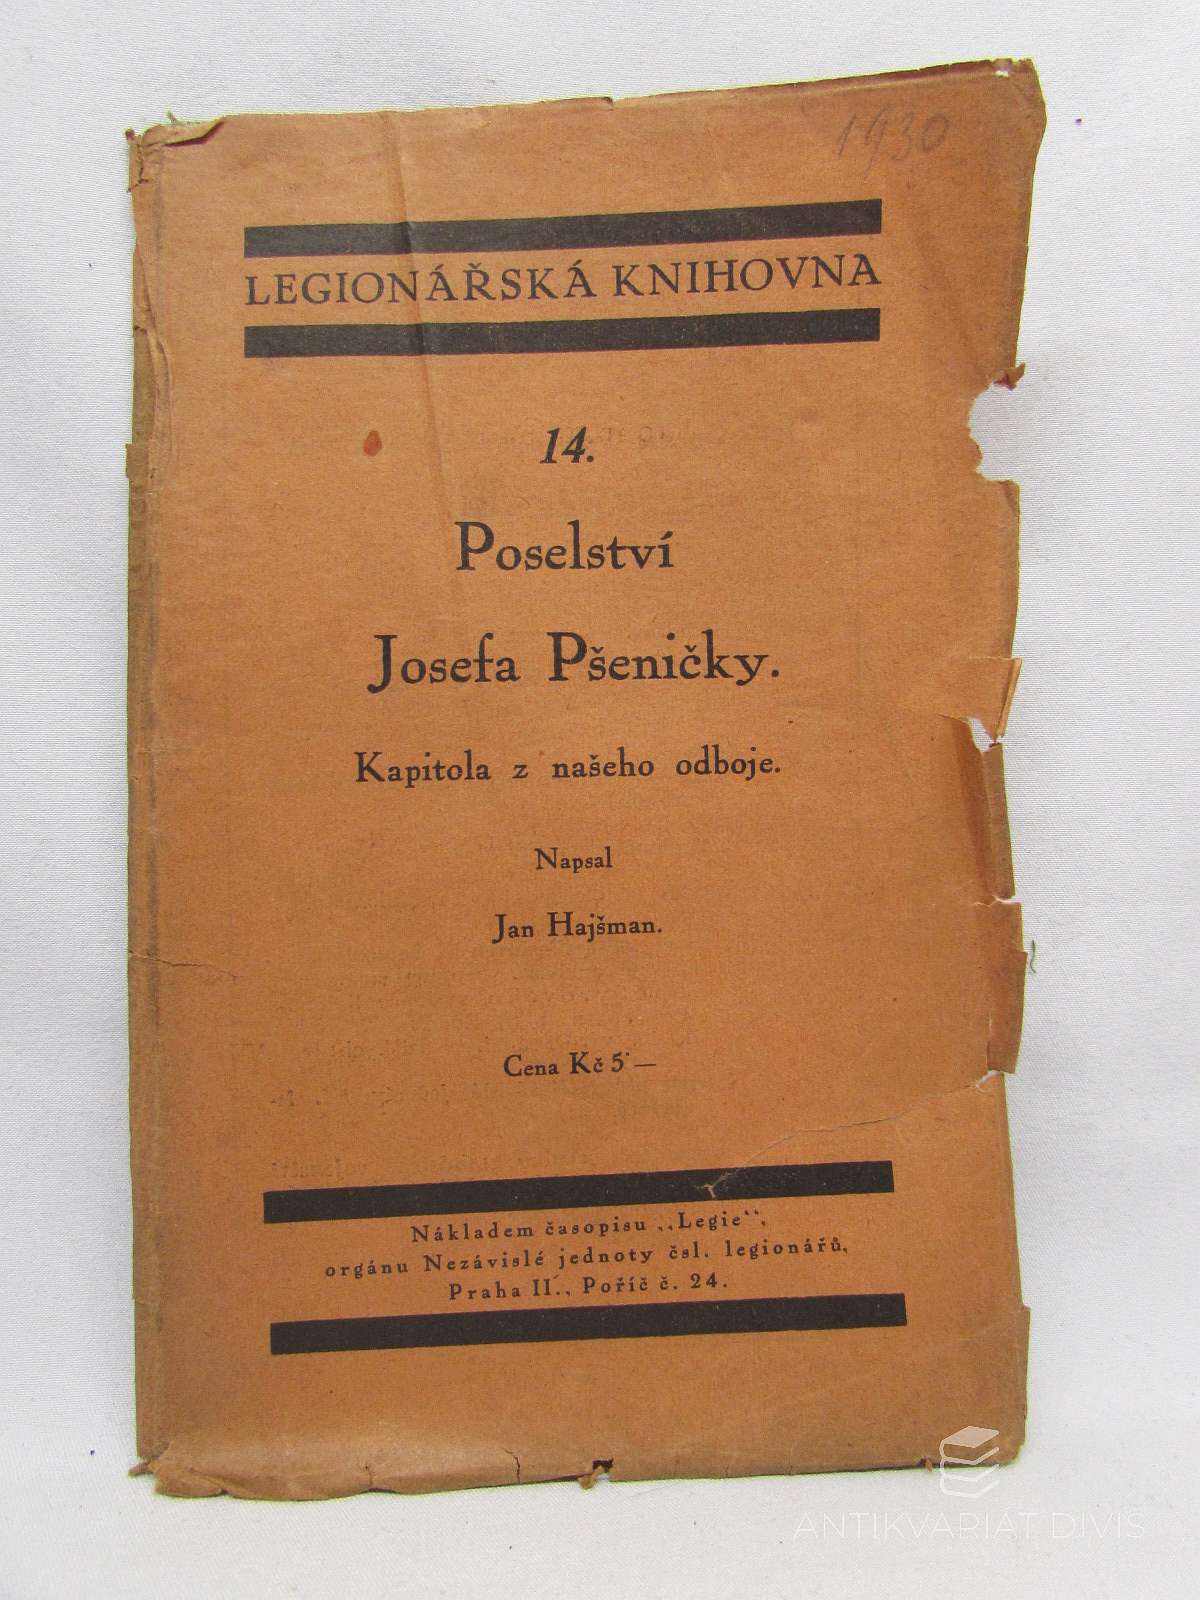 1930
LEGIONÁŘSKÁ KNIHOVNA
14.
Poselství
Josefa Pšeničky.
Kapitola z našeho odboje.
Napsal
Jan Hajšman.
Cena Kč 5·—
Nákladem časopisu „Legie“,
orgánu Nezávislé jednoty čsl. legionářů,
Praha II., Poříč č. 24.
ANTIKVARIAT DIVIS